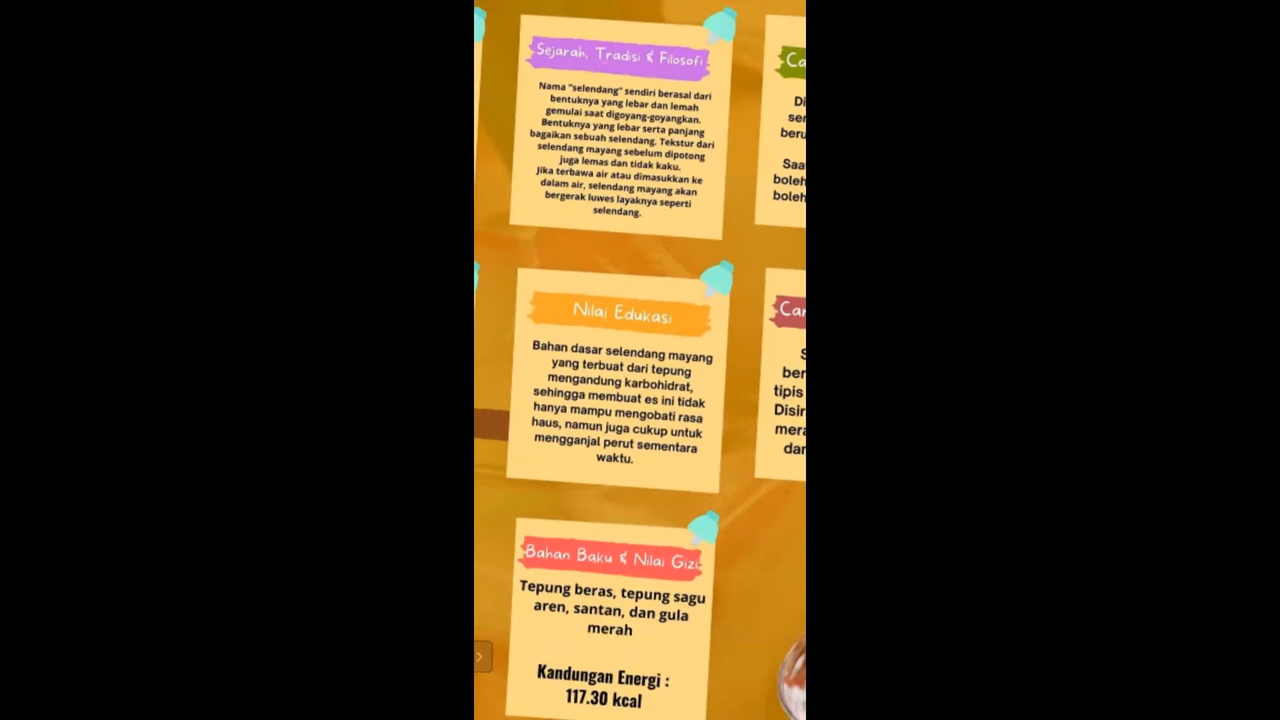 Sejarah, Tradisi & Filosofi
Nama "selendang" sendiri berasal dari
bentuknya yang lebar dan lemah
gemulai saat digoyang-goyangkan.
Bentuknya yang lebar serta panjang
bagaikan sebuah selendang. Tekstur dari
selendang mayang sebelum dipotong
juga lemas dan tidak kaku.
Jika terbawa air atau dimasukkan ke
dalam air, selendang mayang akan
bergerak luwes layaknya seperti
selendang.
Nilai Edukasi
Bahan dasar selendang mayang
yang terbuat dari tepung
mengandung karbohidrat,
sehingga membuat es ini tidak
hanya mampu mengobati rasa
haus, namun juga cukup untuk
mengganjal perut sementara
waktu.
Bahan Baku & Nilai Gizi:
Tepung beras, tepung sagu
aren, santan, dan gula
merah
Kandungan Energi :
117.30 kcal
boleh
boleh
tipis